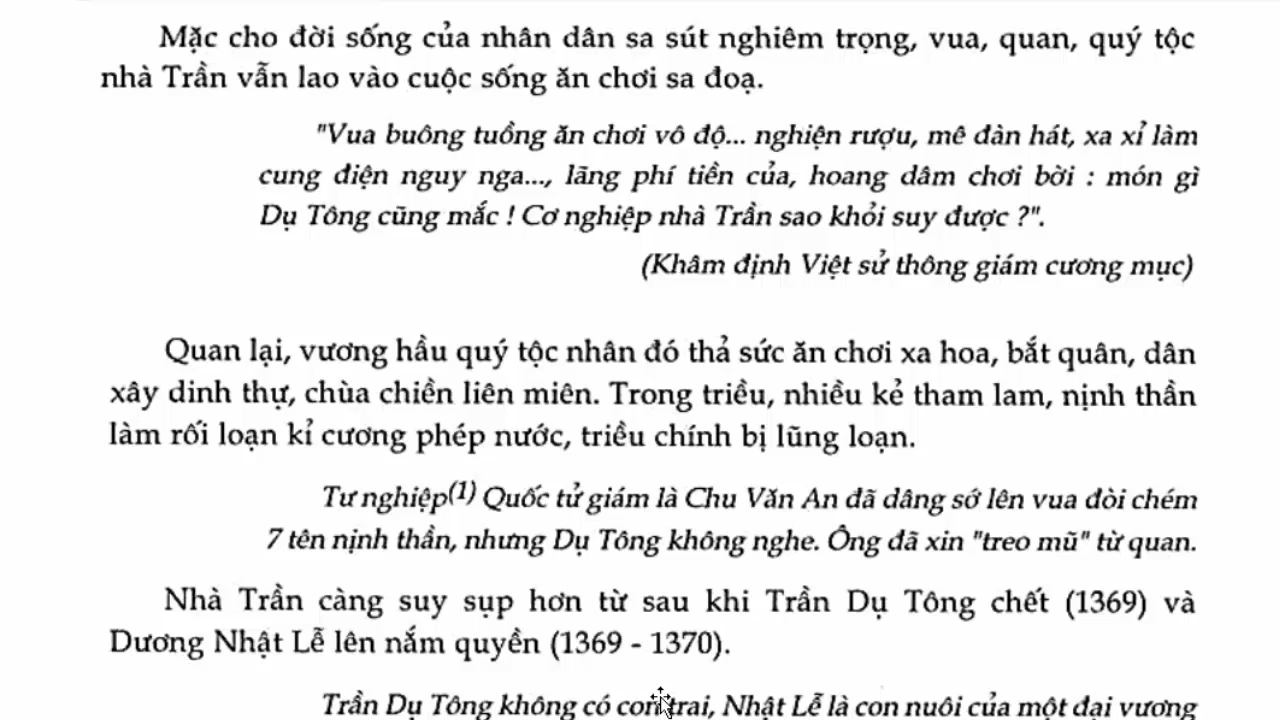 Mặc cho đời sống của nhân dân sa sút nghiêm trọng, vua, quan, quý tộc
nhà Trần vẫn lao vào cuộc sống ăn chơi sa đoạ.
"Vua buông tuồng ăn chơi vô độ... nghiện rượu, mê đàn hát, xa xỉ làm
cung điện nguy nga..., lãng phí tiền của, hoang dâm chơi bời : món gì
Dụ Tông cũng mắc ! Cơ nghiệp nhà Trần sao khỏi suy được ?".
(Khâm định Việt sử thông giám cương mục)
Quan lại, vương hầu quý tộc nhân đó thả sức ăn chơi xa hoa, bắt quân, dân
xây dinh thự, chùa chiền liên miên. Trong triều, nhiều kẻ tham lam, nịnh thần
làm rối loạn kỉ cương phép nước, triều chính bị lũng loạn.
Tư nghiệp(1) Quốc tử giám là Chu Văn An đã dâng sớ lên vua đòi chém
7 tên nịnh thần, nhưng Dụ Tông không nghe. Ông đã xin "treo mũ" từ quan.
Nhà Trần càng suy sụp hơn từ sau khi Trần Dụ Tông chết (1369) và
Dương Nhật Lễ lên nắm quyền (1369 - 1370).
Trần Dụ Tông không có con trai, Nhật Lễ là con nuôi của một đại vương